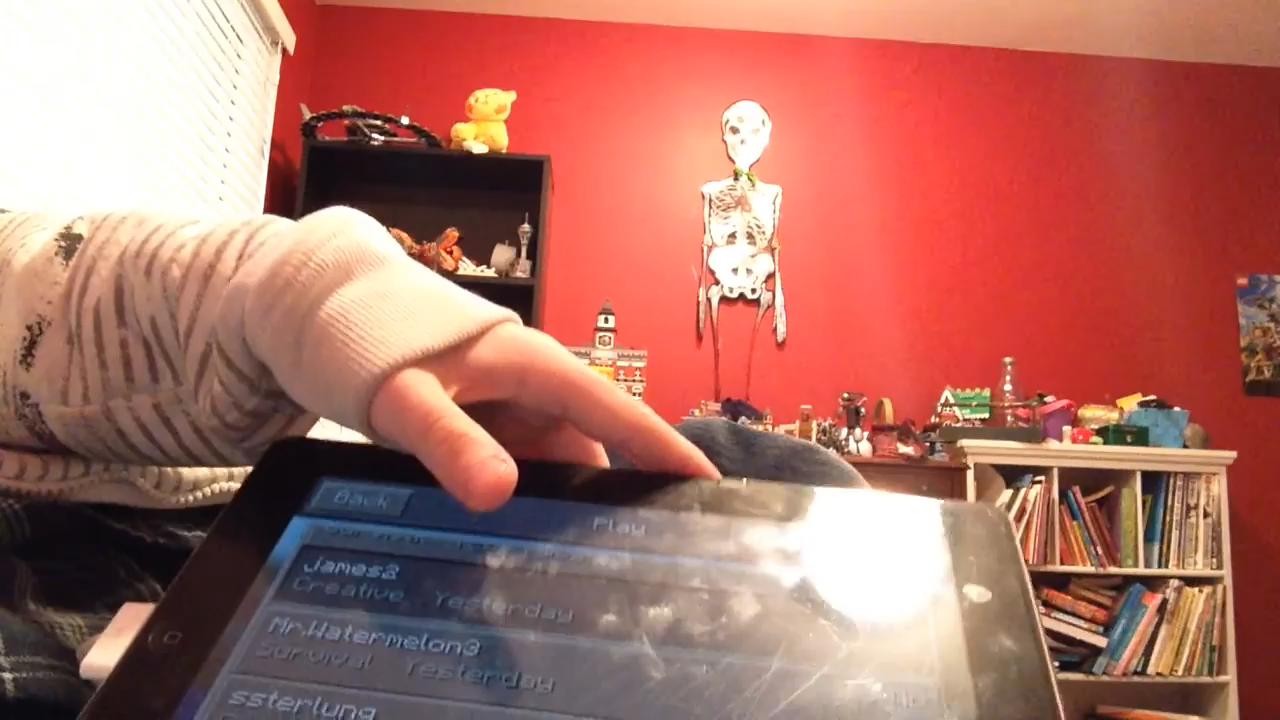 Back
Play
James2
Creative Yesterday
Mr.Watermelon3
Survival Yesterday
ssterlung